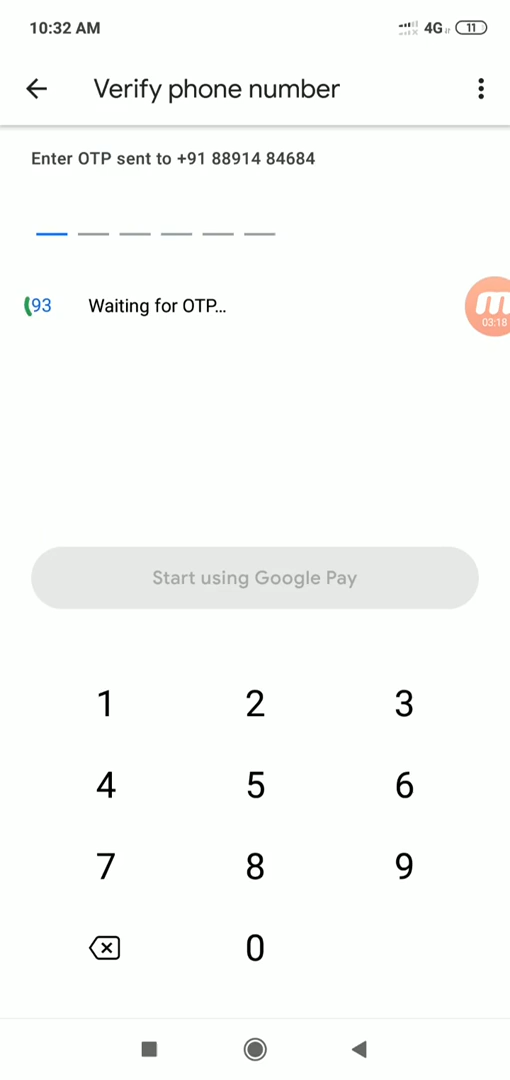 10:32 AM 4G 11
Verify phone number
Enter OTP sent to +91 88914 84684
93 Waiting for OTP...
03:18
Start using Google Pay
1 2 3
4 5 6
7 8 9
0